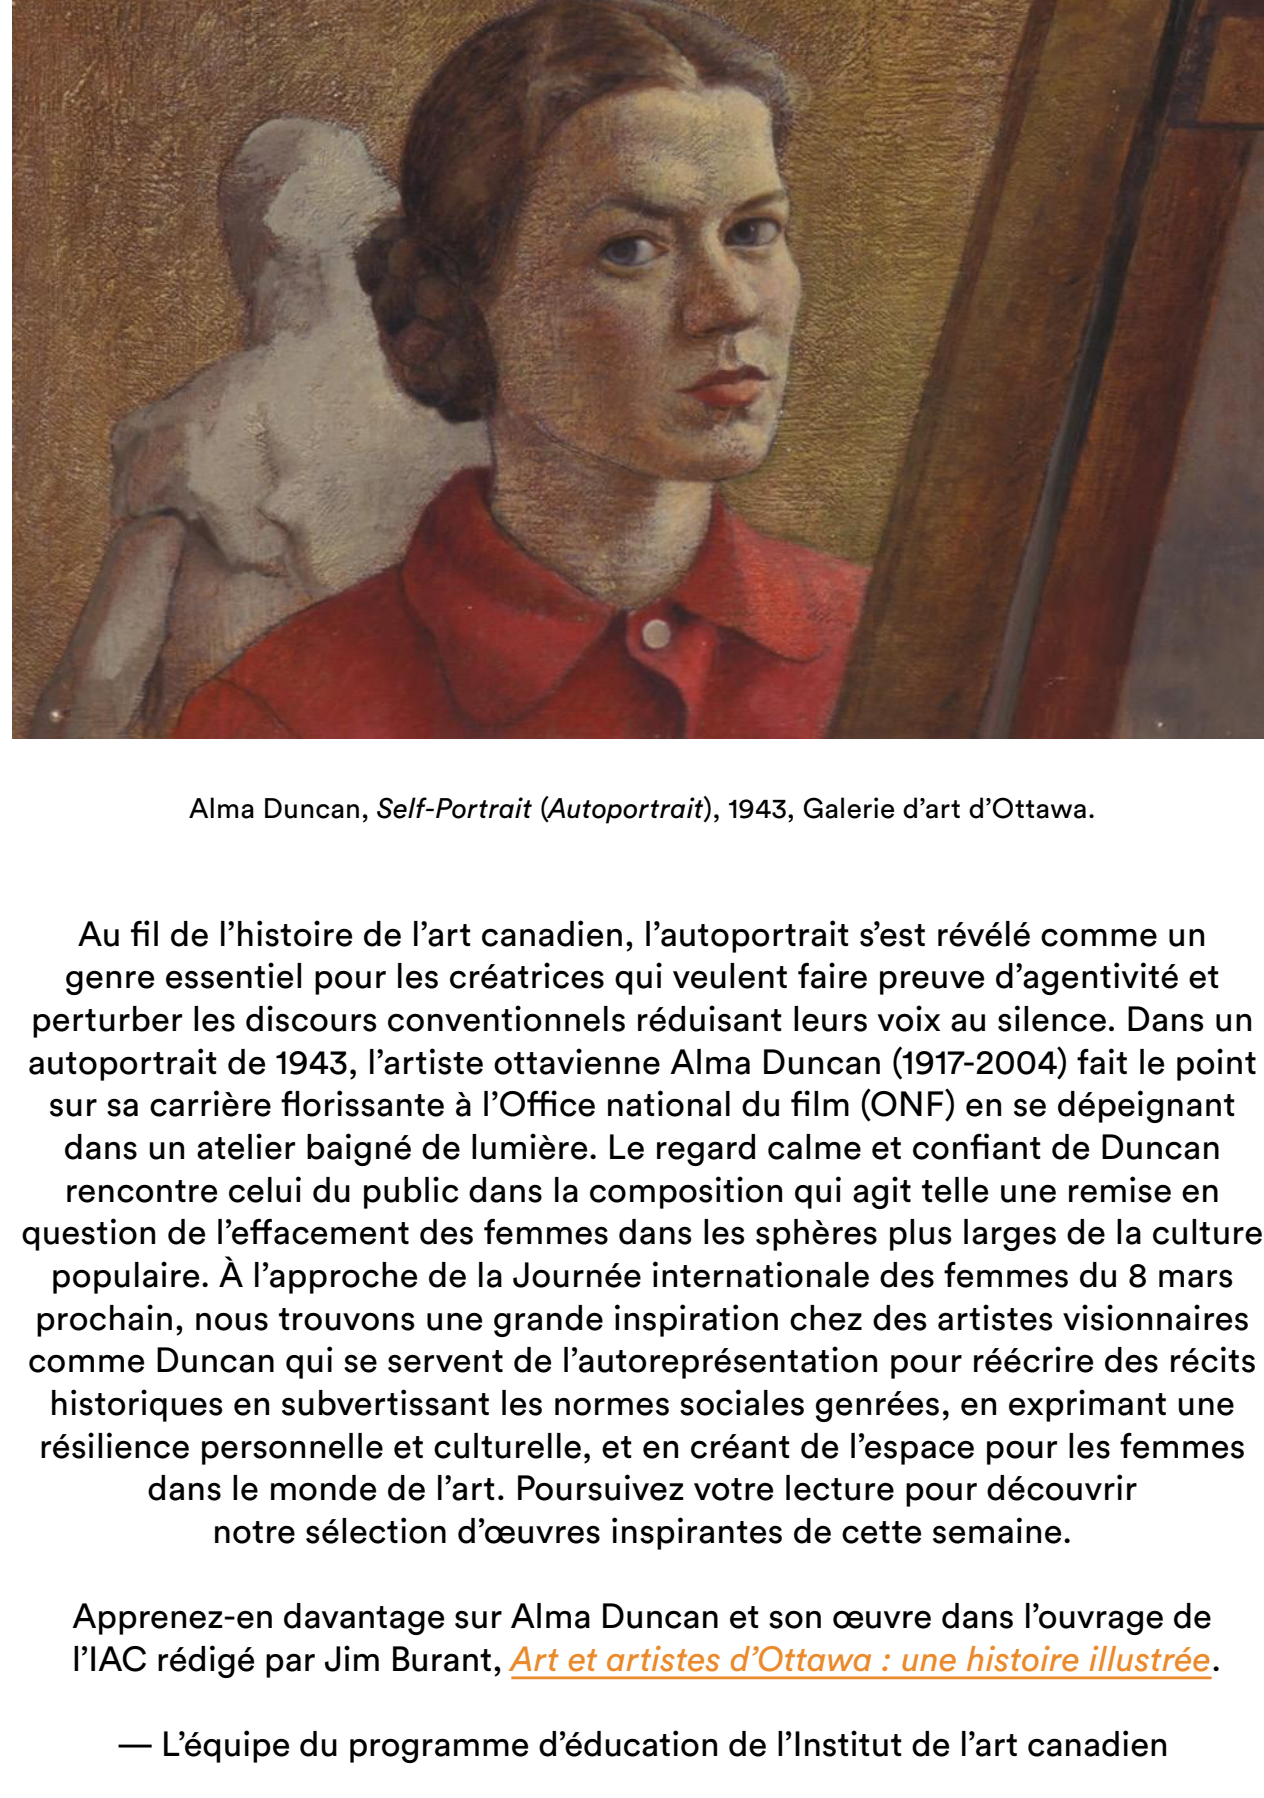 Alma Duncan, Self-Portrait (Autoportrait), 1943, Galerie d’art d’Ottawa.
Au fil de l’histoire de l’art canadien, l’autoportrait s’est révélé comme un
genre essentiel pour les créatrices qui veulent faire preuve d’agentivité et
perturber les discours conventionnels réduisant leurs voix au silence. Dans un
autoportrait de 1943, l’artiste ottavienne Alma Duncan (1917-2004) fait le point
sur sa carrière florissante à l’Office national du film (ONF) en se dépeignant
dans un atelier baigné de lumière. Le regard calme et confiant de Duncan
rencontre celui du public dans la composition qui agit telle une remise en
question de l’effacement des femmes dans les sphères plus larges de la culture
populaire. À l’approche de la Journée internationale des femmes du 8 mars
prochain, nous trouvons une grande inspiration chez des artistes visionnaires
comme Duncan qui se servent de l’autoreprésentation pour réécrire des récits
historiques en subvertissant les normes sociales genrées, en exprimant une
résilience personnelle et culturelle, et en créant de l’espace pour les femmes
dans le monde de l’art. Poursuivez votre lecture pour découvrir
notre sélection d’œuvres inspirantes de cette semaine.
Apprenez-en davantage sur Alma Duncan et son œuvre dans l’ouvrage de
l’IAC rédigé par Jim Burant, Art et artistes d’Ottawa : une histoire illustrée.
— L’équipe du programme d’éducation de l’Institut de l’art canadien